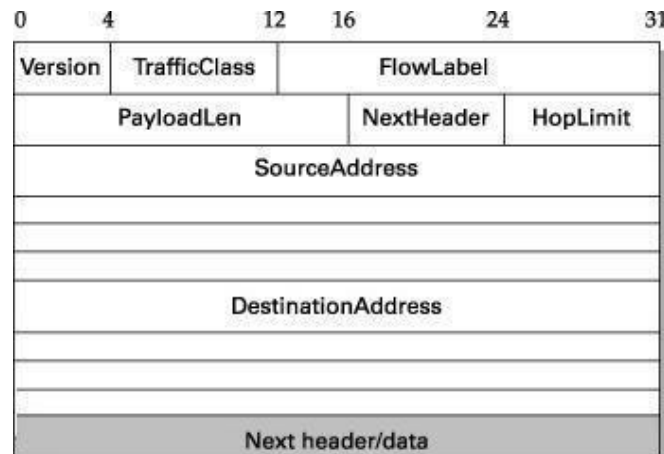 0 4 12 16 24 31
Version TrafficClass FlowLabel
PayloadLen NextHeader HopLimit
SourceAddress
DestinationAddress
Next header/data